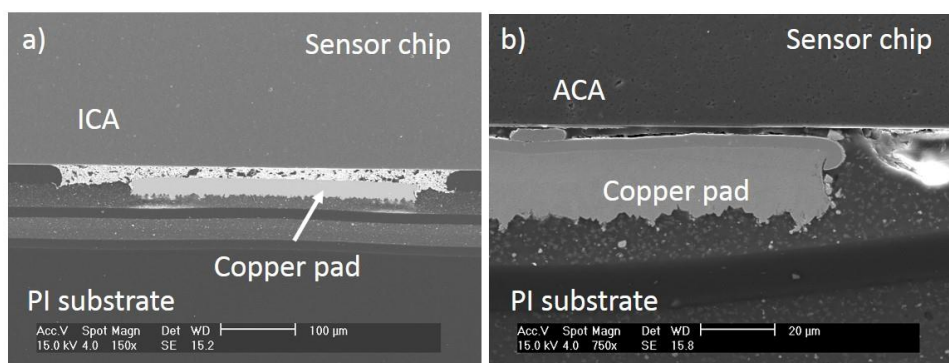 a)
Sensor chip
ICA
Copper pad
PI substrate
Acc.V Spot Magn Det WD 100 µm
15.0 kV 4.0 150x SE 15.2
b)
Sensor chip
ACA
Copper pad
PI substrate
Acc.V Spot Magn Det WD 20 µm
15.0 kV 4.0 750x SE 15.8